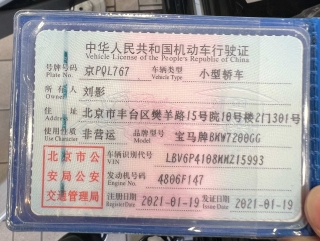 中华人民共和国机动车行驶证
Vehicle License of the People's Republic of China
号牌号码 京PQL767 车辆类型 小型轿车
Plate No. Vehicle Type
所有人 刘影
Owner
住址 北京市丰台区樊羊路15号院10号楼2门301号
Address
使用性质 非营运 品牌型号 宝马牌BMW7200GG
Use Character Model
北京市公安局公安交通管理局
车辆识别代号 LBV6P4108MMZ15993
VIN
发动机号码 4806F147
Engine No.
注册日期 2021-01-19 发证日期 2021-01-19
Register Date Issue Date